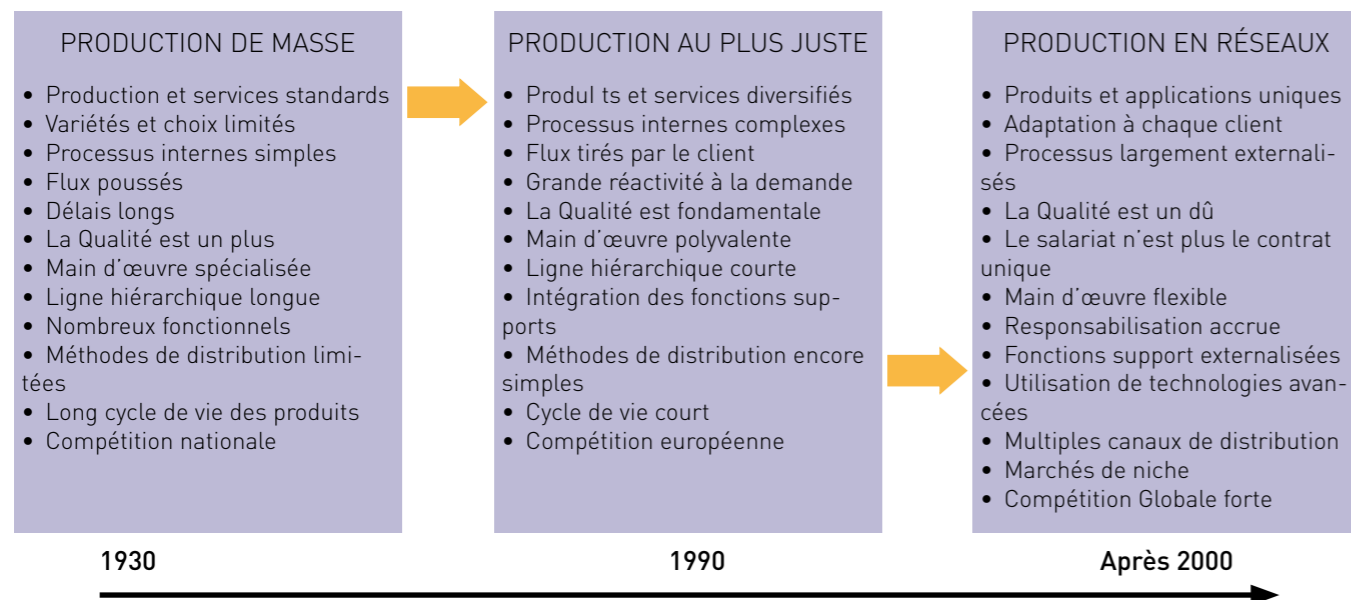 PRODUCTION DE MASSE
• Production et services standards
• Variétés et choix limités
• Processus internes simples
• Flux poussés
• Délais longs
• La Qualité est un plus
• Main d'œuvre spécialisée
• Ligne hiérarchique longue
• Nombreux fonctionnels
• Méthodes de distribution limi-
tées
• Long cycle de vie des produits
• Compétition nationale
PRODUCTION AU PLUS JUSTE
• ProduI ts et services diversifiés
• Processus internes complexes
• Flux tirés par le client
• Grande réactivité à la demande
• La Qualité est fondamentale
• Main d'œuvre polyvalente
• Ligne hiérarchique courte
• Intégration des fonctions sup-
ports
• Méthodes de distribution encore
simples
• Cycle de vie court
• Compétition européenne
PRODUCTION EN RÉSEAUX
• Produits et applications uniques
• Adaptation à chaque client
• Processus largement externali-
sés
• La Qualité est un dû
• Le salariat n'est plus le contrat
unique
• Main d'œuvre flexible
• Responsabilisation accrue
• Fonctions support externalisées
• Utilisation de technologies avan-
cées
• Multiples canaux de distribution
• Marchés de niche
• Compétition Globale forte
1930
1990
Après 2000